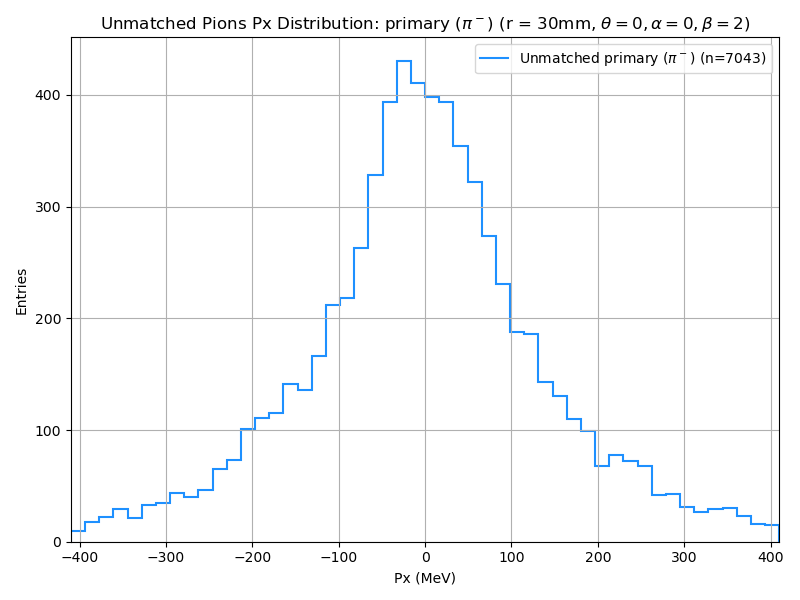 Unmatched Pions Px Distribution: primary (π⁻) (r = 30mm, θ = 0, α = 0, β = 2)
Unmatched primary (π⁻) (n=7043)
Entries
400
300
200
100
0
−400 −300 −200 −100 0 100 200 300 400
Px (MeV)